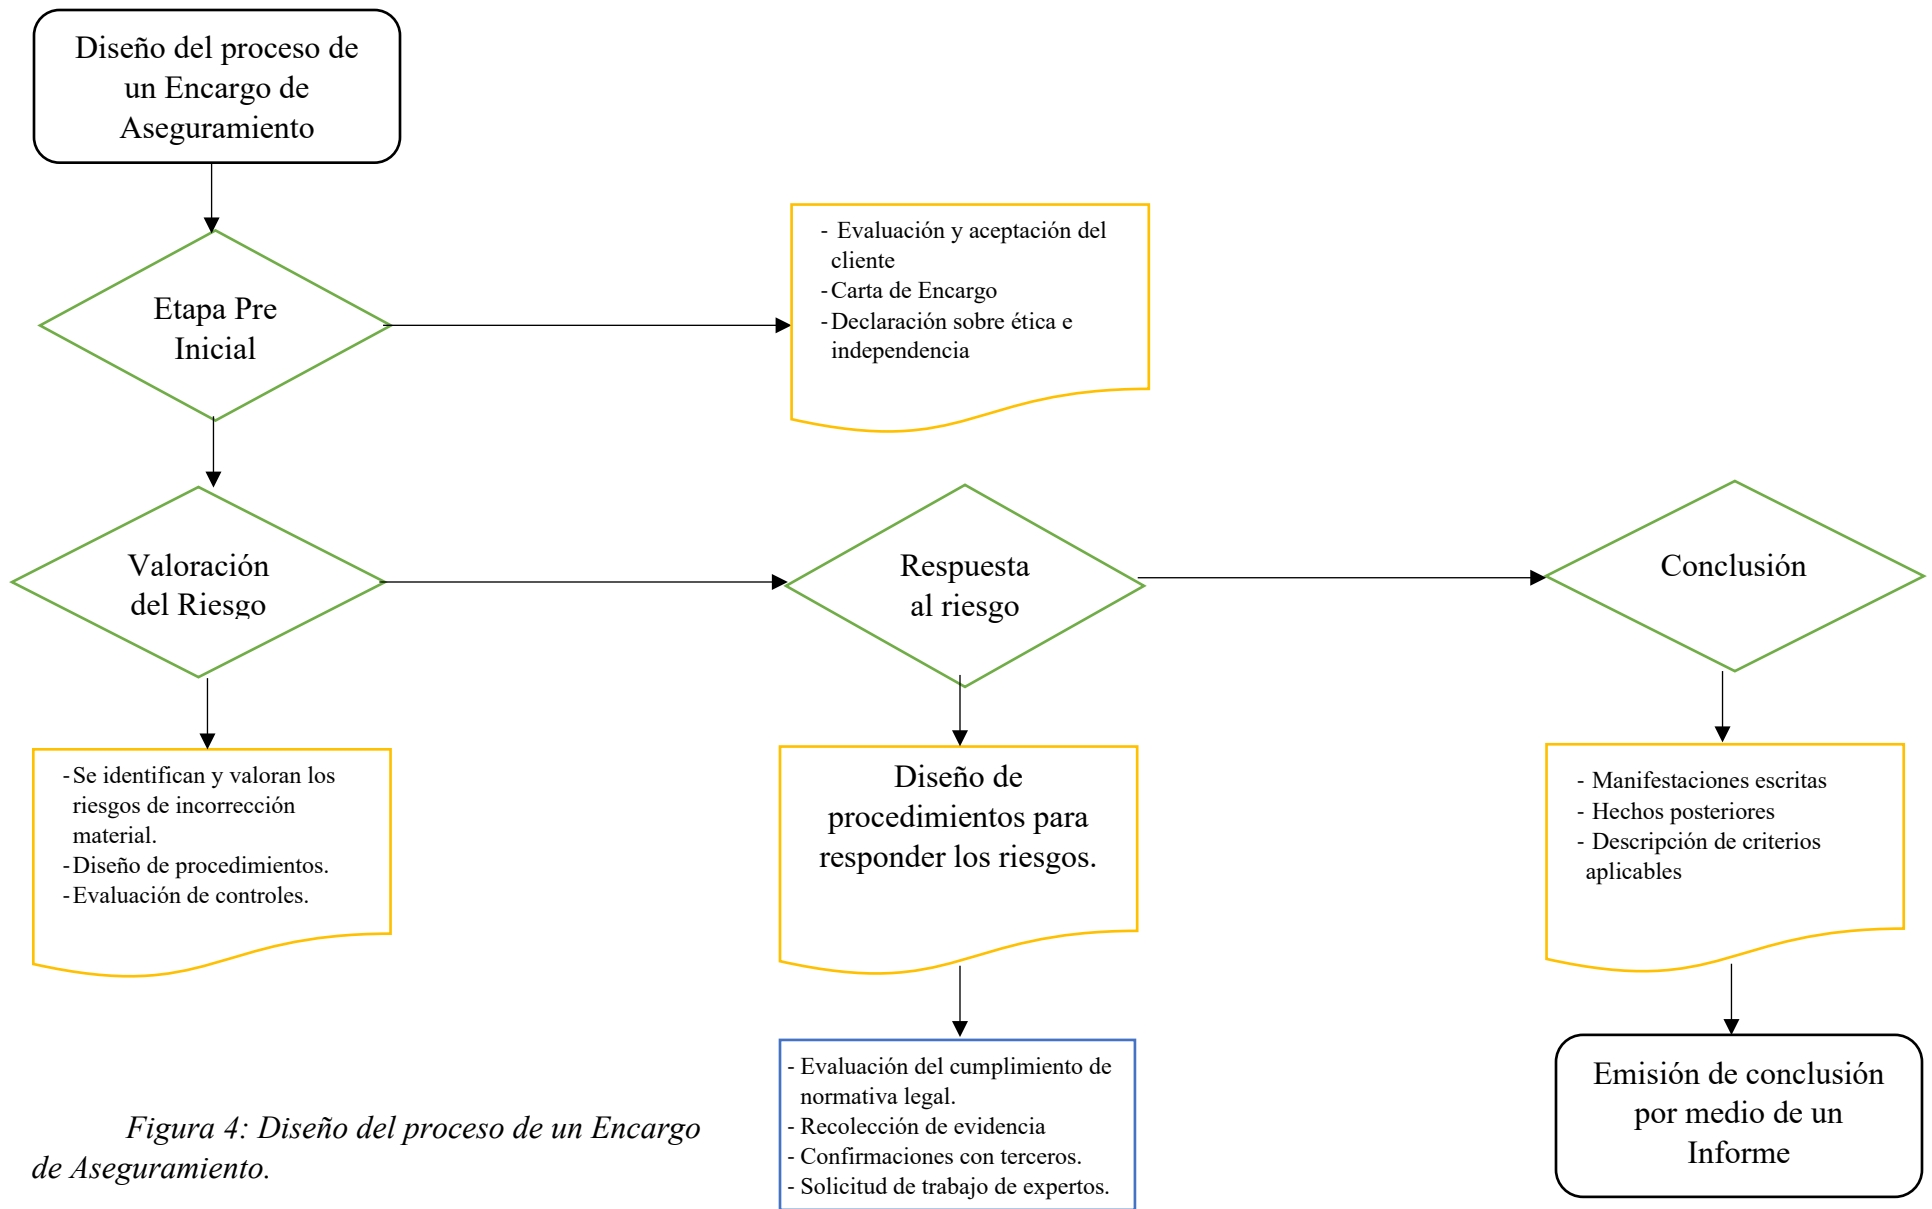 Diseño del proceso de
un Encargo de
Aseguramiento
Etapa Pre
Inicial
- Evaluación y aceptación del
cliente
-Carta de Encargo
-Declaración sobre ética e
independencia
Valoración
del Riesgo
Respuesta
al riesgo
Conclusión
-Se identifican y valoran los
riesgos de incorrección
material.
-Diseño de procedimientos.
-Evaluación de controles.
Diseño de
procedimientos para
responder los riesgos.
- Manifestaciones escritas
- Hechos posteriores
- Descripción de criterios
aplicables
- Evaluación del cumplimiento de
normativa legal.
- Recolección de evidencia
- Confirmaciones con terceros.
- Solicitud de trabajo de expertos.
Emisión de conclusión
por medio de un
Informe
Figura 4: Diseño del proceso de un Encargo
de Aseguramiento.